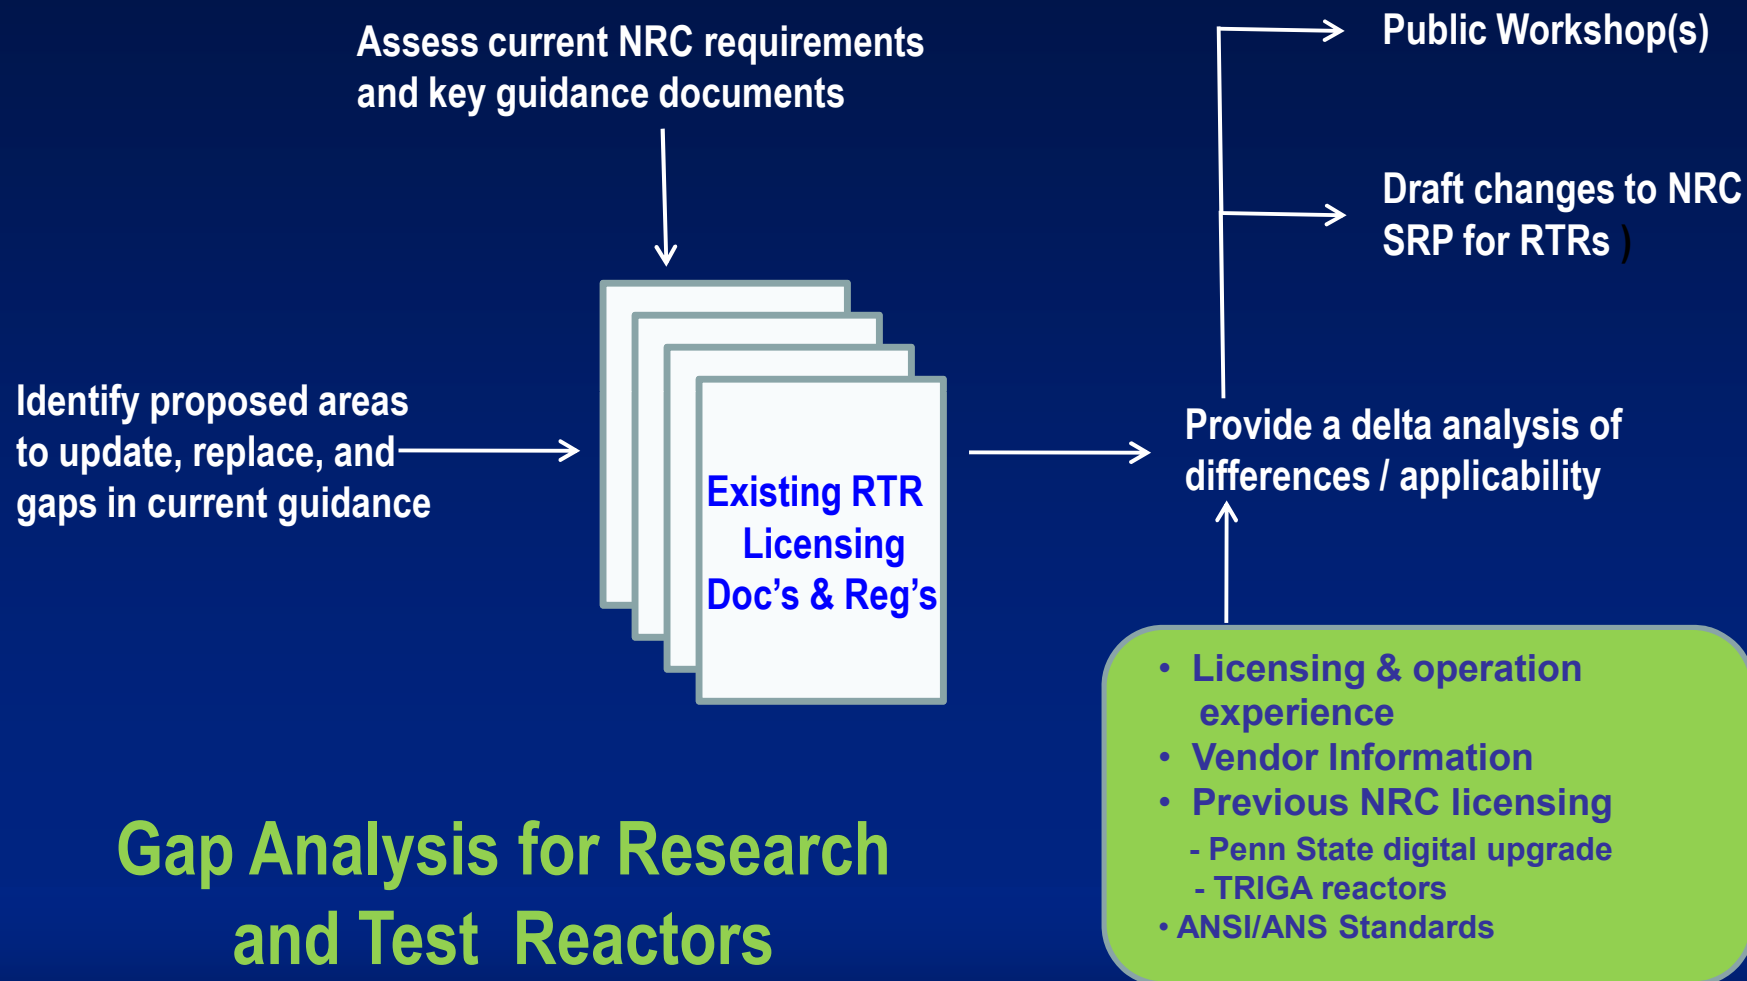 Assess current NRC requirements
and key guidance documents
Public Workshop(s)
Draft changes to NRC
SRP for RTRs )
Identify proposed areas
to update, replace, and
gaps in current guidance
Existing RTR
Licensing
Doc’s & Reg’s
Provide a delta analysis of
differences / applicability
• Licensing & operation
experience
• Vendor Information
• Previous NRC licensing
- Penn State digital upgrade
- TRIGA reactors
• ANSI/ANS Standards
Gap Analysis for Research
and Test Reactors